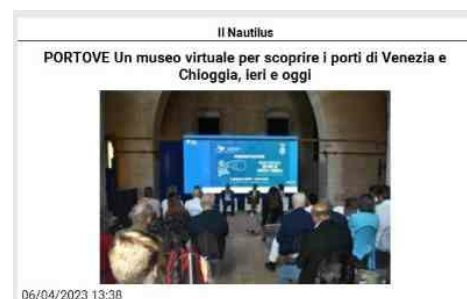 Il Nautilus
PORTOVE Un museo virtuale per scoprire i porti di Venezia e
Chioggia, ieri e oggi
06/04/2023 13:38